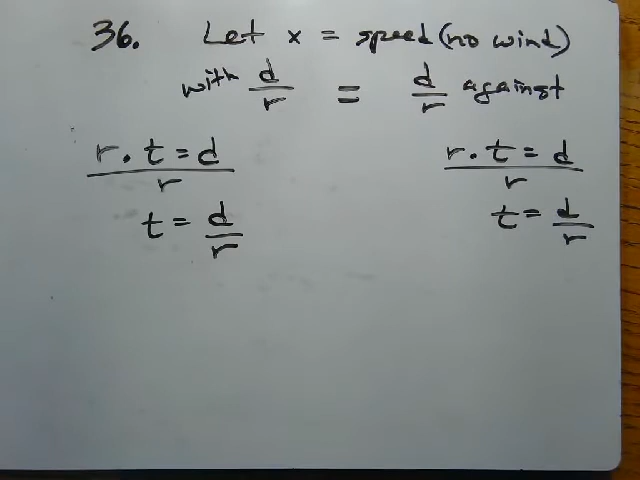 36. Let x = speed (no wind)
with d/r = d/r against
r · t = d/r r · t = d/r
t = d/r t = d/r